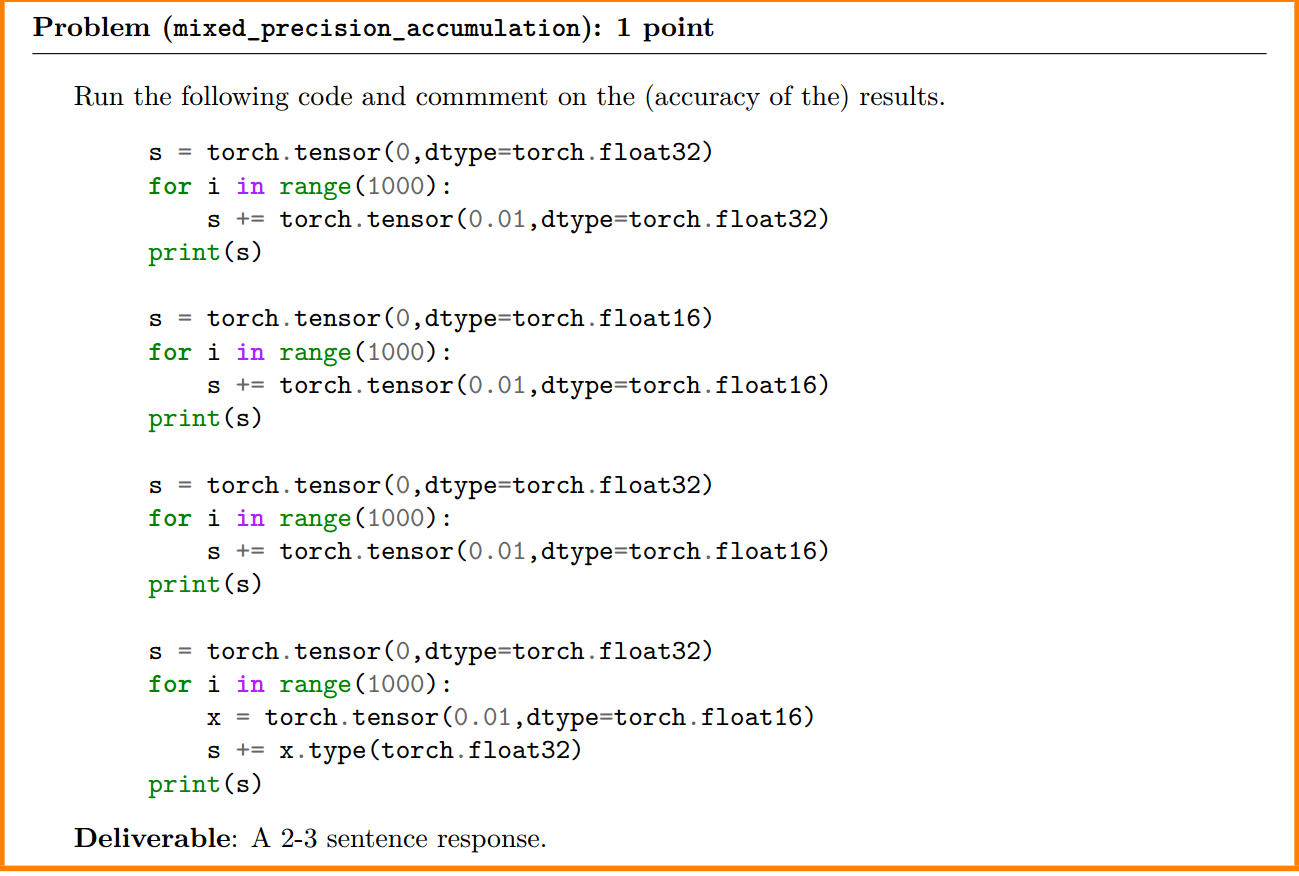 Problem (mixed_precision_accumulation): 1 point
Run the following code and commment on the (accuracy of the) results.
s = torch.tensor(0,dtype=torch.float32)
for i in range(1000):
    s += torch.tensor(0.01,dtype=torch.float32)
print(s)
s = torch.tensor(0,dtype=torch.float16)
for i in range(1000):
    s += torch.tensor(0.01,dtype=torch.float16)
print(s)
s = torch.tensor(0,dtype=torch.float32)
for i in range(1000):
    s += torch.tensor(0.01,dtype=torch.float16)
print(s)
s = torch.tensor(0,dtype=torch.float32)
for i in range(1000):
    x = torch.tensor(0.01,dtype=torch.float16)
    s += x.type(torch.float32)
print(s)
Deliverable: A 2-3 sentence response.